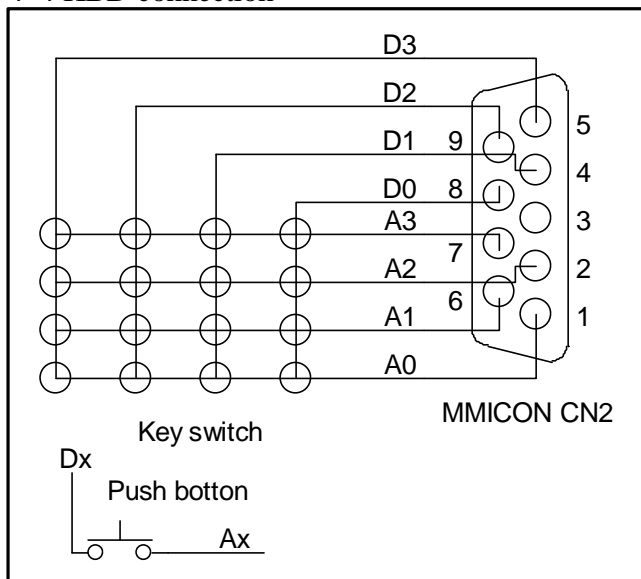 connection
D3
D2
5
D1
9
4
D0
8
A3
3
7
A2
2
6
A1
1
A0
MMICON CN2
Key switch
Dx
Push botton
Ax